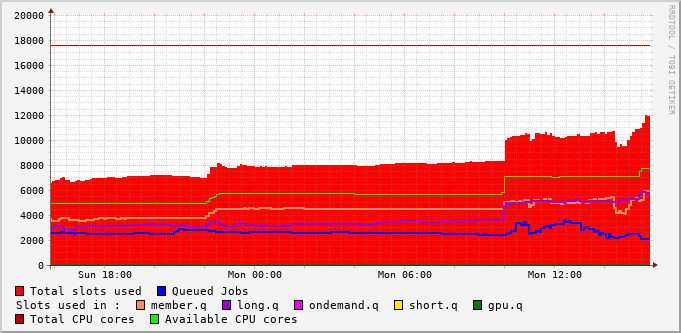 RRDTOOL / TOBI OETIKER
20000
18000
16000
14000
12000
10000
8000
6000
4000
2000
0
Sun 18:00 Mon 00:00 Mon 06:00 Mon 12:00
Total slots used Queued Jobs
Slots used in : member.q long.q ondemand.q short.q gpu.q
Total CPU cores Available CPU cores